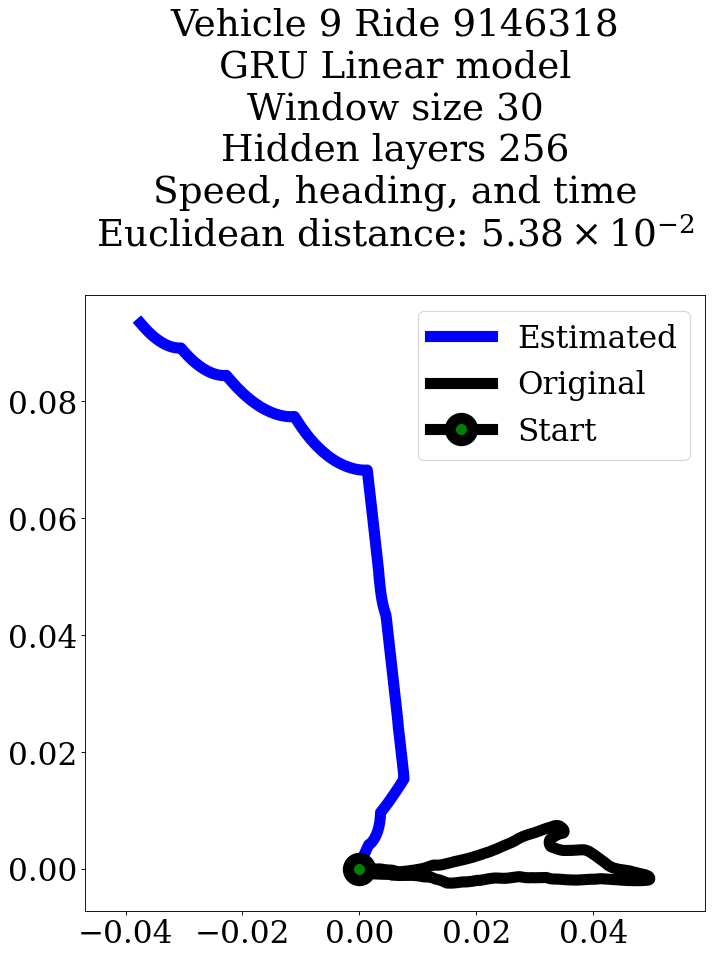 Vehicle 9 Ride 9146318
GRU Linear model
Window size 30
Hidden layers 256
Speed, heading, and time
Euclidean distance: 5.38 × 10⁻²
Estimated
Original
Start
0.08
0.06
0.04
0.02
0.00
−0.04 −0.02 0.00 0.02 0.04